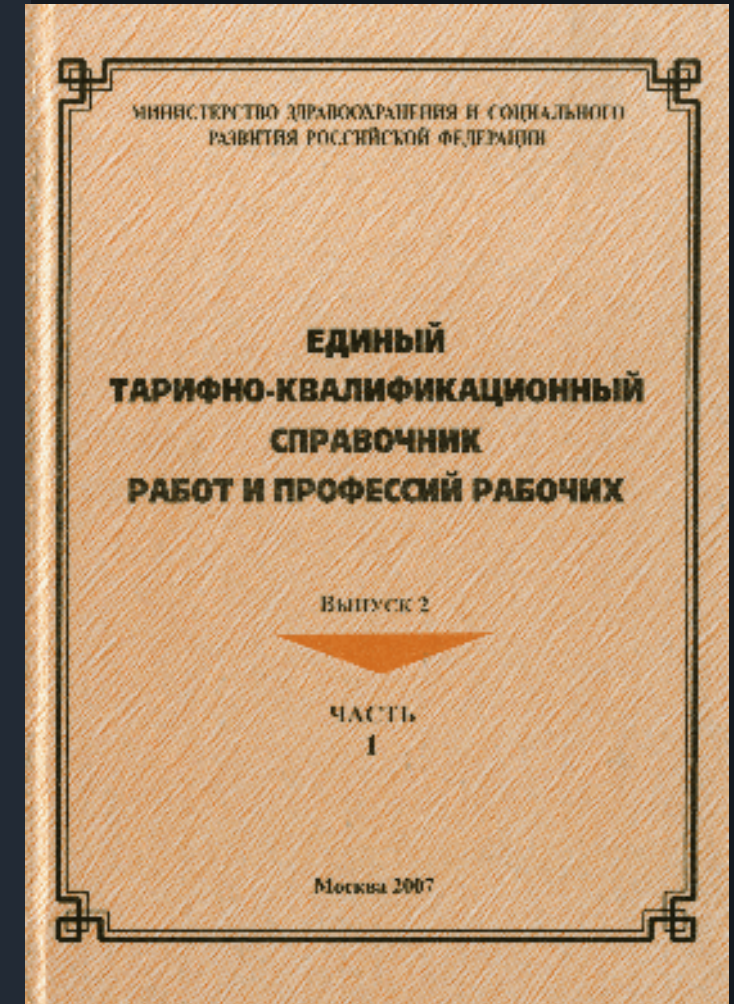 МИНИСТЕРСТВО ЗДРАВООХРАНЕНИЯ И СОЦИАЛЬНОГО
РАЗВИТИЯ РОССИЙСКОЙ ФЕДЕРАЦИИ
ЕДИНЫЙ
ТАРИФНО-КВАЛИФИКАЦИОННЫЙ
СПРАВОЧНИК
РАБОТ И ПРОФЕССИЙ РАБОЧИХ
Выпуск 2
ЧАСТЬ
1
Москва 2007